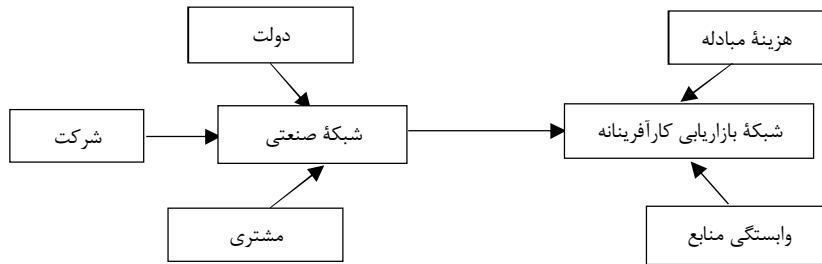 دولت
هزینهٔ مبادله
شرکت
شبکهٔ صنعتی
شبکهٔ بازاریابی کارآفرینانه
مشتری
وابستگی منابع